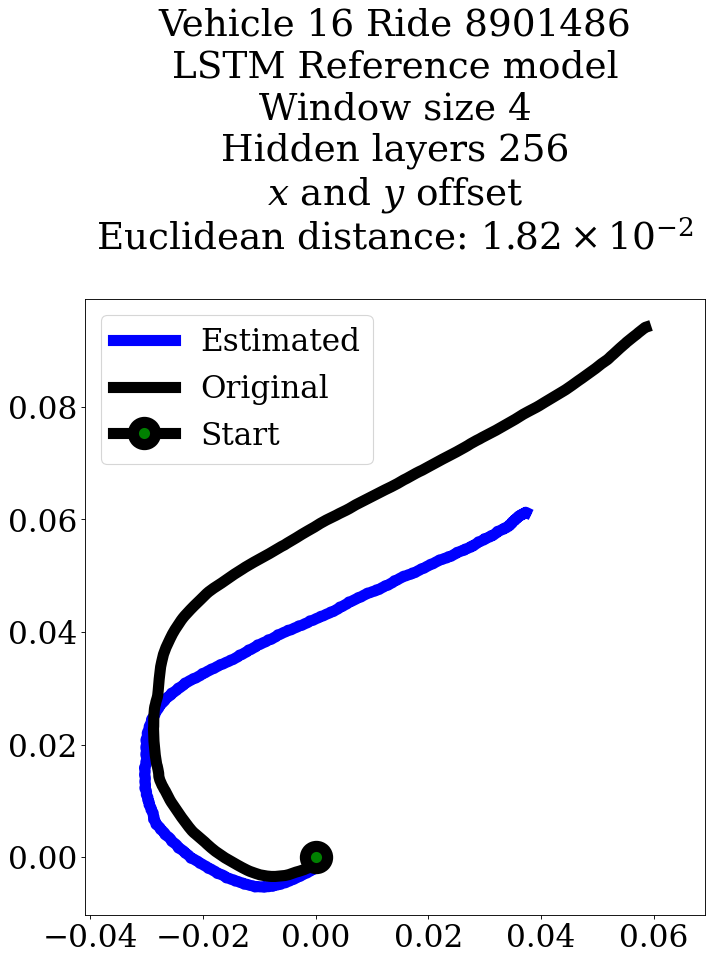 Vehicle 16 Ride 8901486
LSTM Reference model
Window size 4
Hidden layers 256
x and y offset
Euclidean distance: 1.82 × 10⁻²
Estimated
Original
Start
0.08
0.06
0.04
0.02
0.00
−0.04 −0.02 0.00 0.02 0.04 0.06